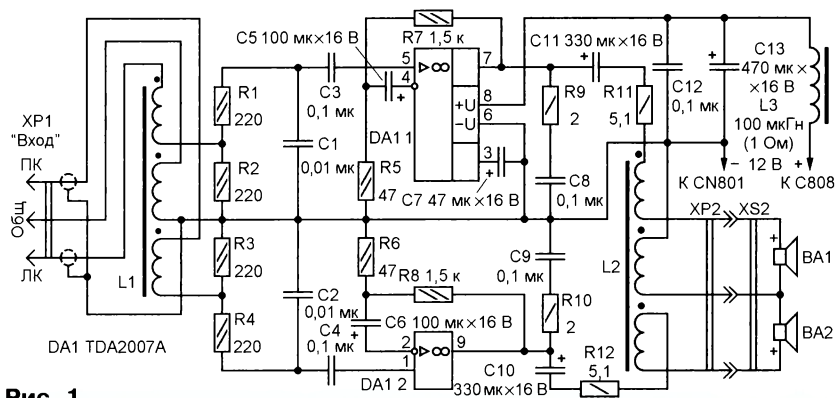 R7 1,5 к
C5 100 мк×16 В
7
C11 330 мк×16 В
C13
470 мк×
×16 В
L3
100 мкГн
(1 Ом)
5
4
▷∞
C3
0,1 мк
R1
220
XP1
"Вход"
ПК
Общ
ЛК
DA1 1
+U
−U
8
6
3
R9
2
R11
5,1
C12
0,1 мк
C1
0,01 мк
R2
220
R5
47
C7 47 мк×16 В
C8
0,1 мк
− 12 В +
К CN801
К C808
XP2
XS2
R3
220
R6
47
R8 1,5 к
C9
0,1 мк
L1
L2
BA1
BA2
C2
0,01 мк
C4
0,1 мк
C6 100 мк×16 В
R10
2
R4
220
2
1
▷∞
9
DA1 2
C10
330 мк×16 В
R12
5,1
DA1 TDA2007A
Рис. 1